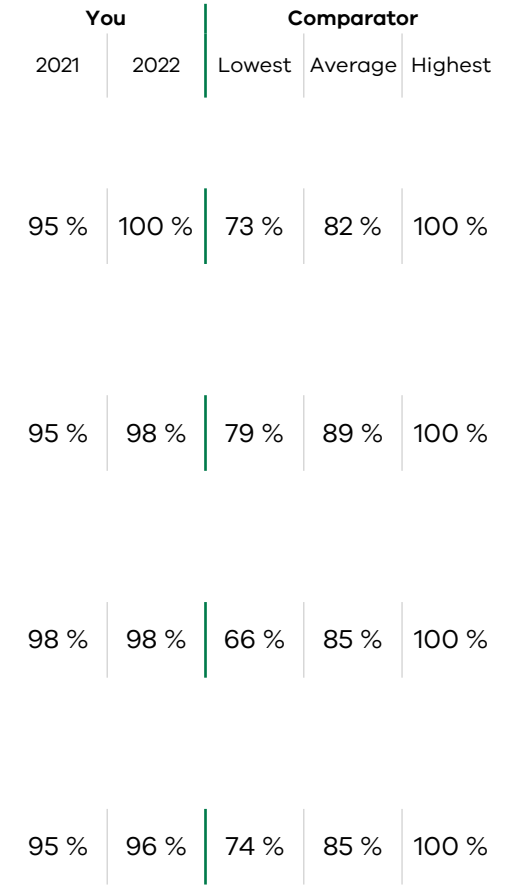 You Comparator
2021 2022 Lowest Average Highest
95 % 100 % 73 % 82 % 100 %
95 % 98 % 79 % 89 % 100 %
98 % 98 % 66 % 85 % 100 %
95 % 96 % 74 % 85 % 100 %